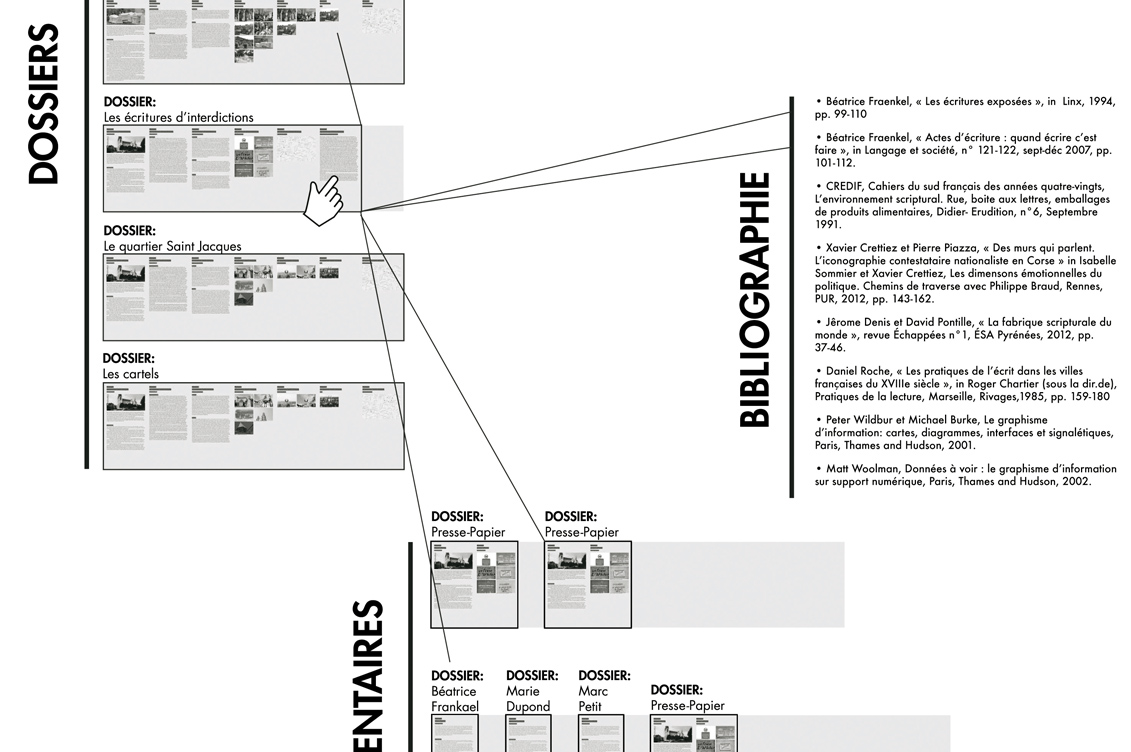 DOSSIERS
DOSSIER:
Les écritures d'interdictions
DOSSIER:
Le quartier Saint Jacques
DOSSIER:
Les cartels
BIBLIOGRAPHIE
• Béatrice Fraenkel, « Les écritures exposées », in Linx, 1994,
pp. 99-110
• Béatrice Fraenkel, « Actes d'écriture : quand écrire c'est
faire », in Langage et société, n° 121-122, sept-déc 2007, pp.
101-112.
• CREDIF, Cahiers du sud français des années quatre-vingts,
L'environnement scriptural. Rue, boite aux lettres, emballages
de produits alimentaires, Didier- Erudition, n°6, Septembre
1991.
• Xavier Crettiez et Pierre Piazza, « Des murs qui parlent.
L'iconographie contestataire nationaliste en Corse » in Isabelle
Sommier et Xavier Crettiez, Les dimensons émotionnelles du
politique. Chemins de traverse avec Philippe Braud, Rennes,
PUR, 2012, pp. 143-162.
• Jêrome Denis et David Pontille, « La fabrique scripturale du
monde », revue Échappées n°1, ÉSA Pyrénées, 2012, pp.
37-46.
• Daniel Roche, « Les pratiques de l'écrit dans les villes
françaises du XVIIIe siècle », in Roger Chartier (sous la dir.de),
Pratiques de la lecture, Marseille, Rivages,1985, pp. 159-180
• Peter Wildbur et Michael Burke, Le graphisme
d'information: cartes, diagrammes, interfaces et signalétiques,
Paris, Thames and Hudson, 2001.
• Matt Woolman, Données à voir : le graphisme d'information
sur support numérique, Paris, Thames and Hudson, 2002.
DOSSIER:
Presse-Papier
DOSSIER:
Presse-Papier
ENTAIRES
DOSSIER:
Béatrice
Frankael
DOSSIER:
Marie
Dupond
DOSSIER:
Marc
Petit
DOSSIER:
Presse-Papier